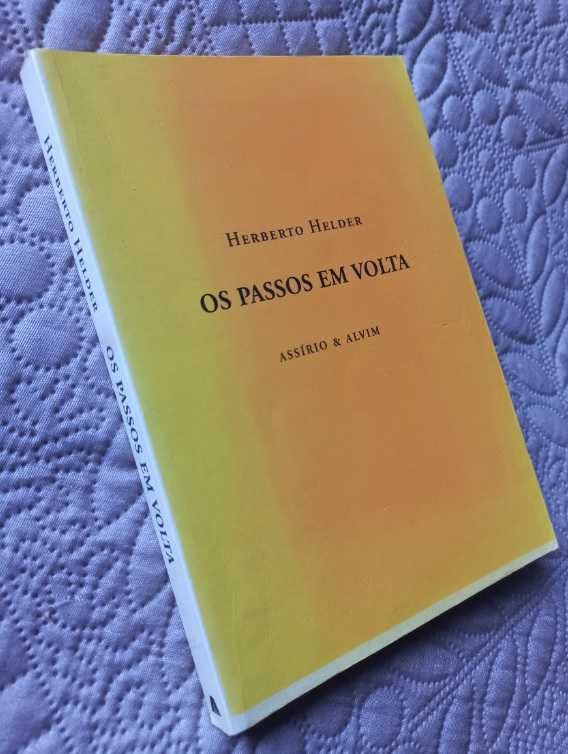 HERBERTO HELDER
OS PASSOS EM VOLTA
ASSÍRIO & ALVIM
HERBERTO HELDER OS PASSOS EM VOLTA